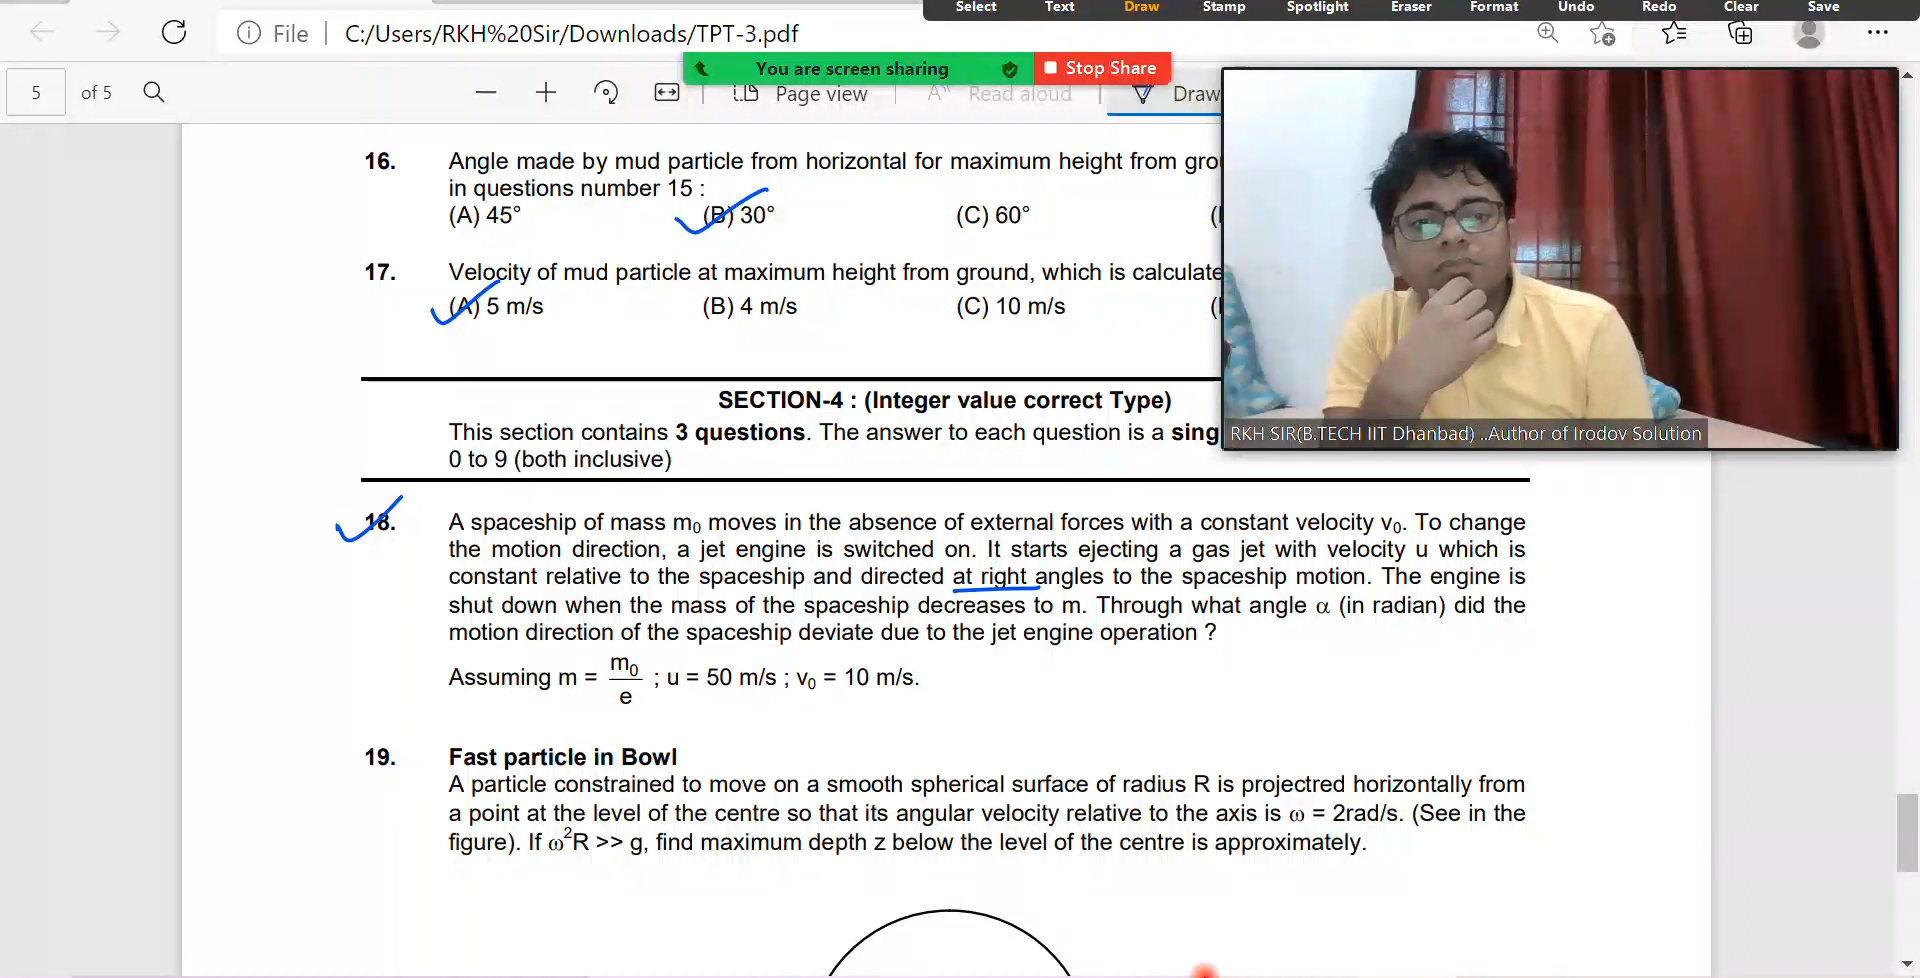 Select Text Draw Stamp Spotlight Eraser Format Undo Redo Clear Save
File C:/Users/RKH%20Sir/Downloads/TPT-3.pdf
You are screen sharing Stop Share
5 of 5 Page view Read aloud Draw
16. Angle made by mud particle from horizontal for maximum height from
in questions number 15 :
(A) 45° (B) 30° (C) 60°
17. Velocity of mud particle at maximum height from ground, which is
(A) 5 m/s (B) 4 m/s (C) 10 m/s
SECTION-4 : (Integer value correct Type)
This section contains 3 questions. The answer to each question is a
0 to 9 (both inclusive)
RKH SIR(B.TECH IIT Dhanbad) ..Author of Irodov Solution
18. A spaceship of mass m₀ moves in the absence of external forces with a constant velocity v₀. To change
the motion direction, a jet engine is switched on. It starts ejecting a gas jet with velocity u which is
constant relative to the spaceship and directed at right angles to the spaceship motion. The engine is
shut down when the mass of the spaceship decreases to m. Through what angle α (in radian) did the
motion direction of the spaceship deviate due to the jet engine operation ?
Assuming m = m₀/e ; u = 50 m/s ; v₀ = 10 m/s.
19. Fast particle in Bowl
A particle constrained to move on a smooth spherical surface of radius R is projectred horizontally from
a point at the level of the centre so that its angular velocity relative to the axis is ω = 2rad/s. (See in the
figure). If ω²R >> g, find maximum depth z below the level of the centre is approximately.